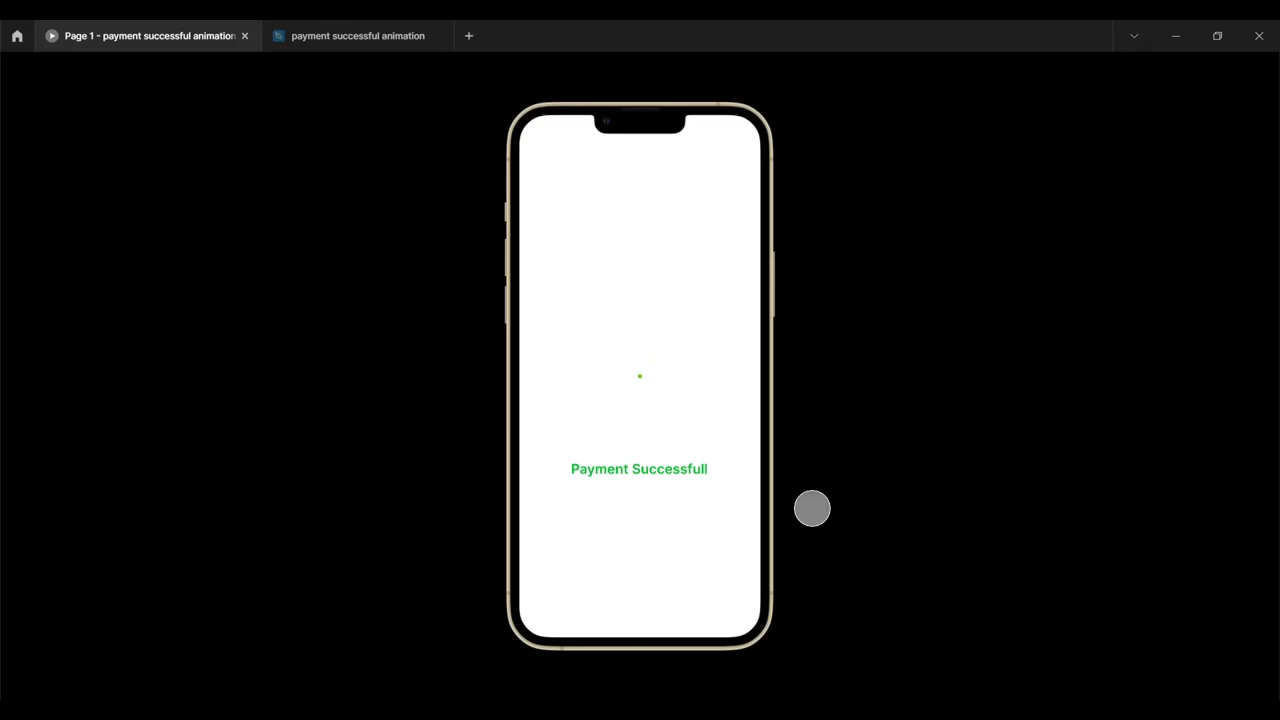 Page 1 - payment successful animation
payment successful animation
Payment Successfull